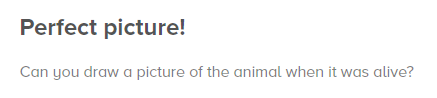 Perfect picture!
Can you draw a picture of the animal when it was alive?